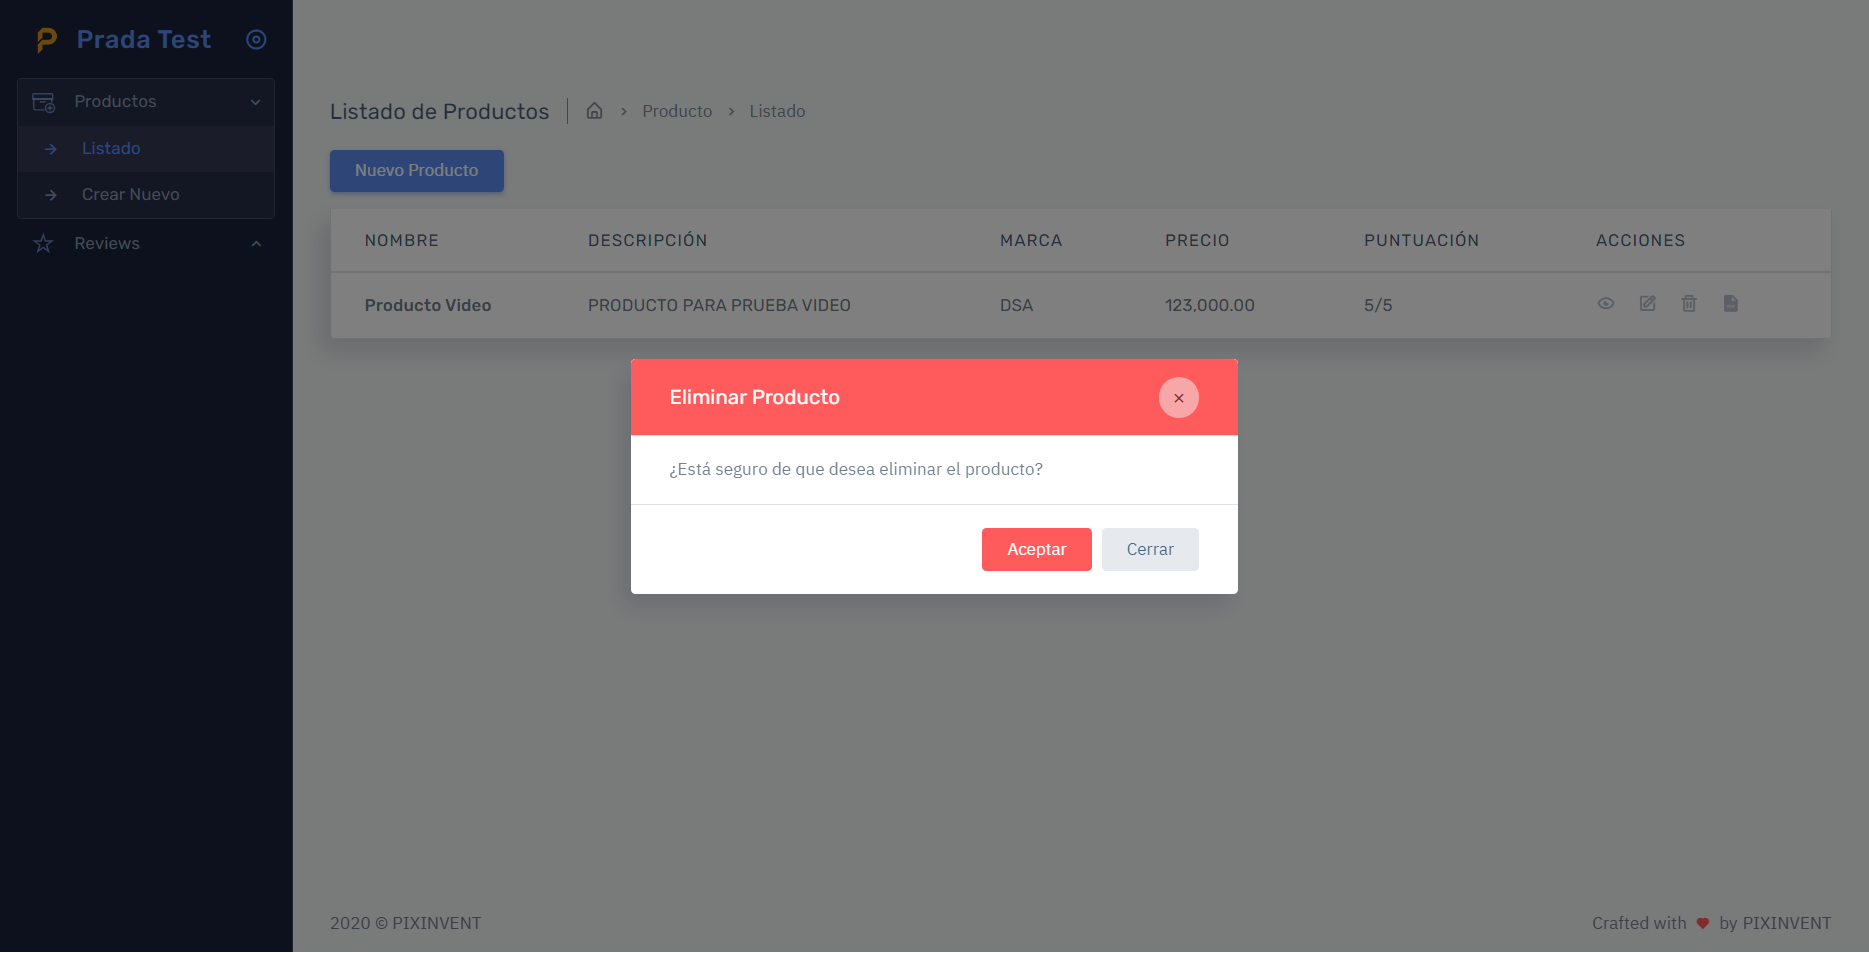 Prada Test
Productos
Listado
Crear Nuevo
Reviews
Listado de Productos Producto Listado
Nuevo Producto
NOMBRE DESCRIPCIÓN MARCA PRECIO PUNTUACIÓN ACCIONES
Producto Video PRODUCTO PARA PRUEBA VIDEO DSA 123,000.00 5/5
Eliminar Producto
¿Está seguro de que desea eliminar el producto?
Aceptar Cerrar
2020 © PIXINVENT
Crafted with ♥ by PIXINVENT